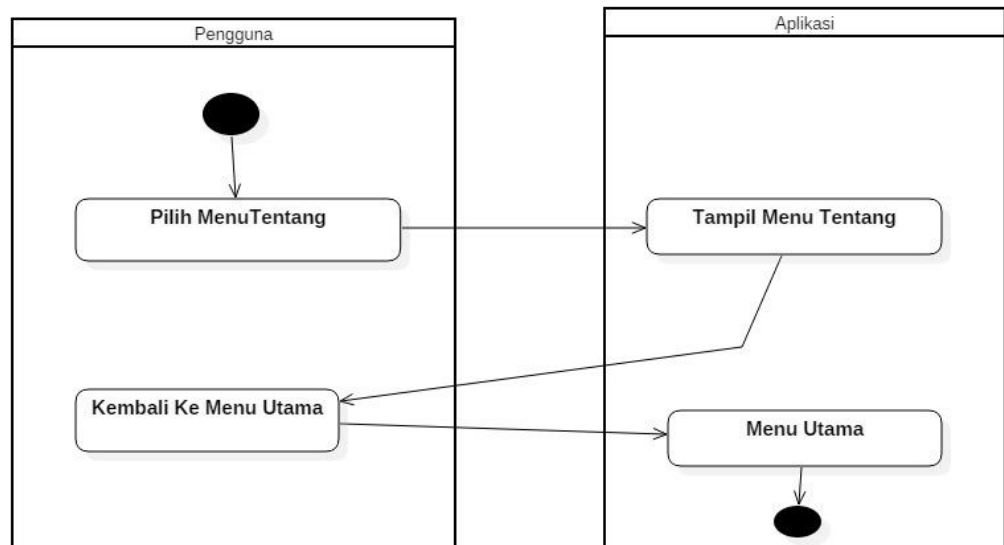 Pengguna
Aplikasi
Pilih MenuTentang
Tampil Menu Tentang
Kembali Ke Menu Utama
Menu Utama